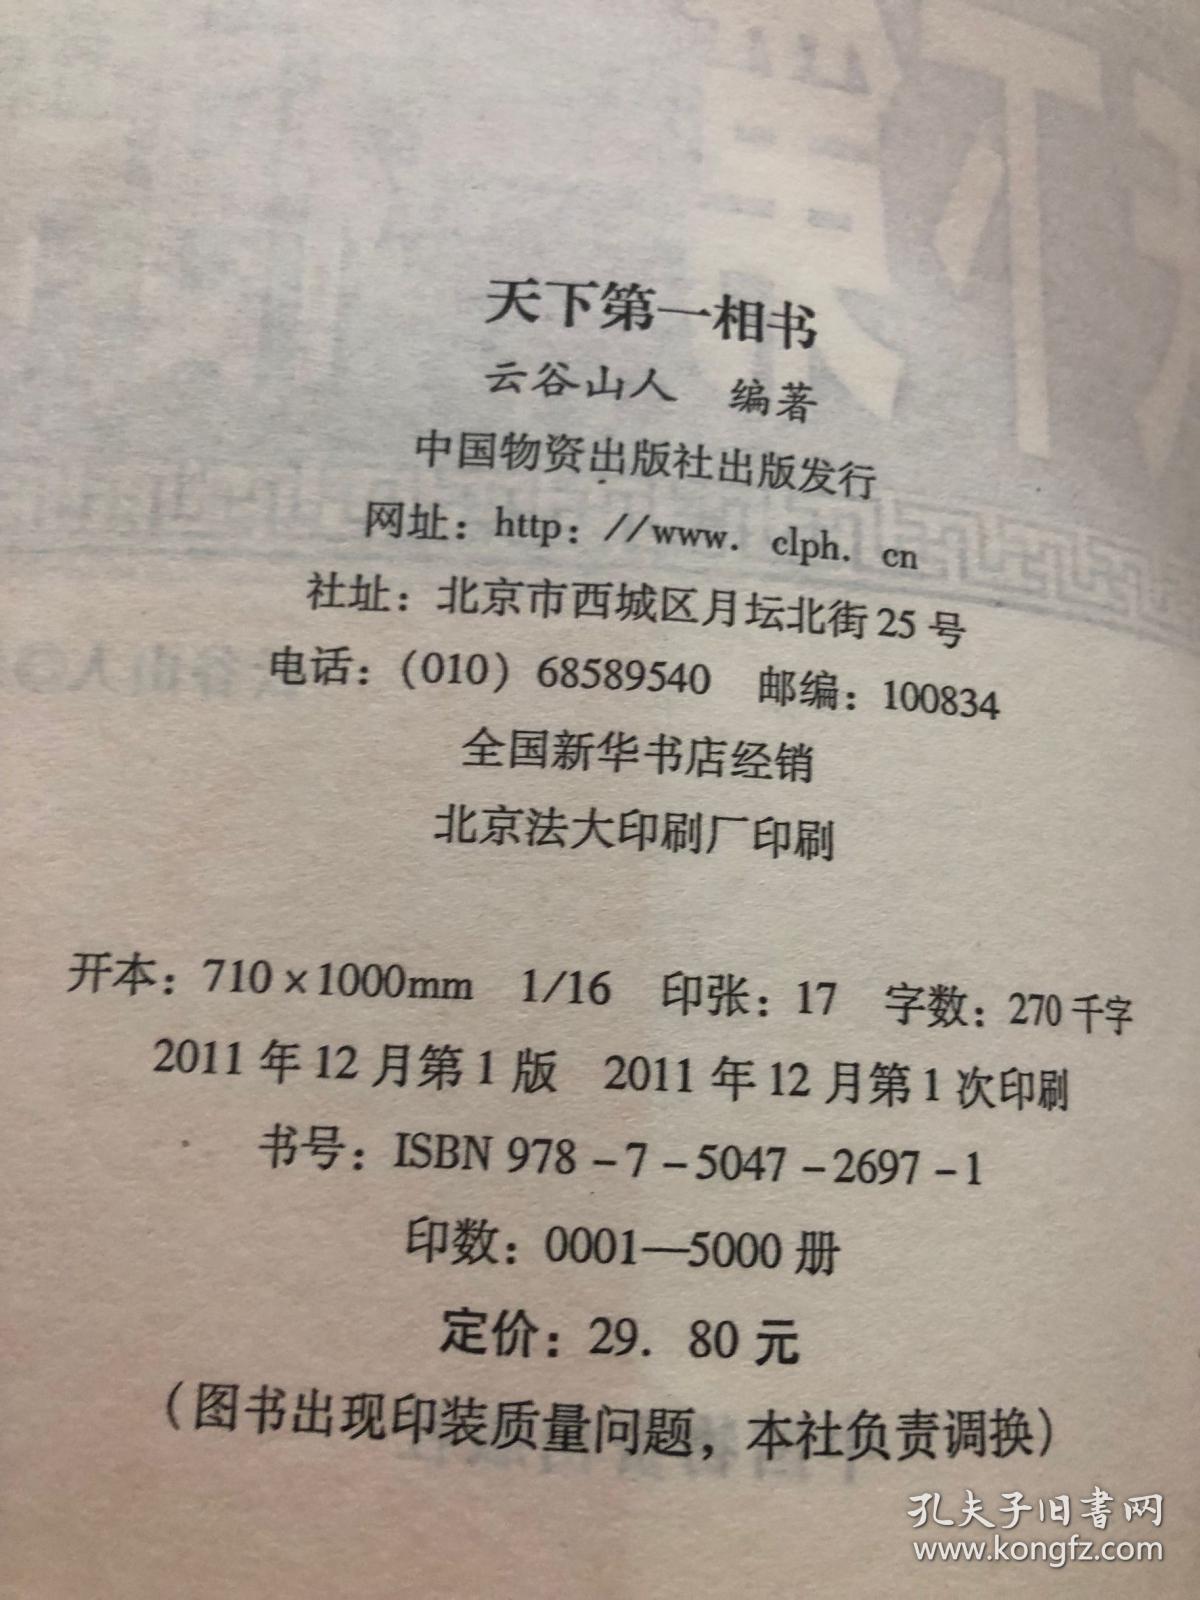 天下第一相书
云谷山人 编著
中国物资出版社出版发行
网址：http：//www．clph．cn
社址：北京市西城区月坛北街25号
电话：(010) 68589540 邮编：100834
全国新华书店经销
北京法大印刷厂印刷
开本：710×1000mm 1/16 印张：17 字数：270千字
2011年12月第1版 2011年12月第1次印刷
书号：ISBN 978-7-5047-2697-1
印数：0001—5000册
定价：29．80元
（图书出现印装质量问题，本社负责调换）
孔夫子旧书网
www.kongfz.com